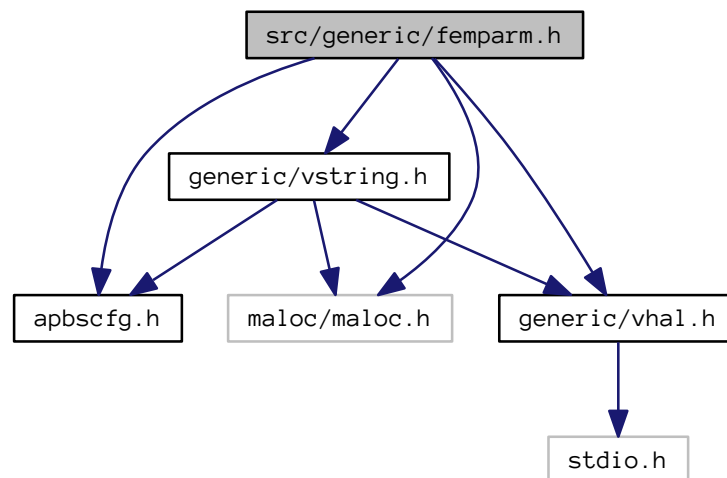 src/generic/femparm.h
generic/vstring.h
apbscfg.h
maloc/maloc.h
generic/vhal.h
stdio.h